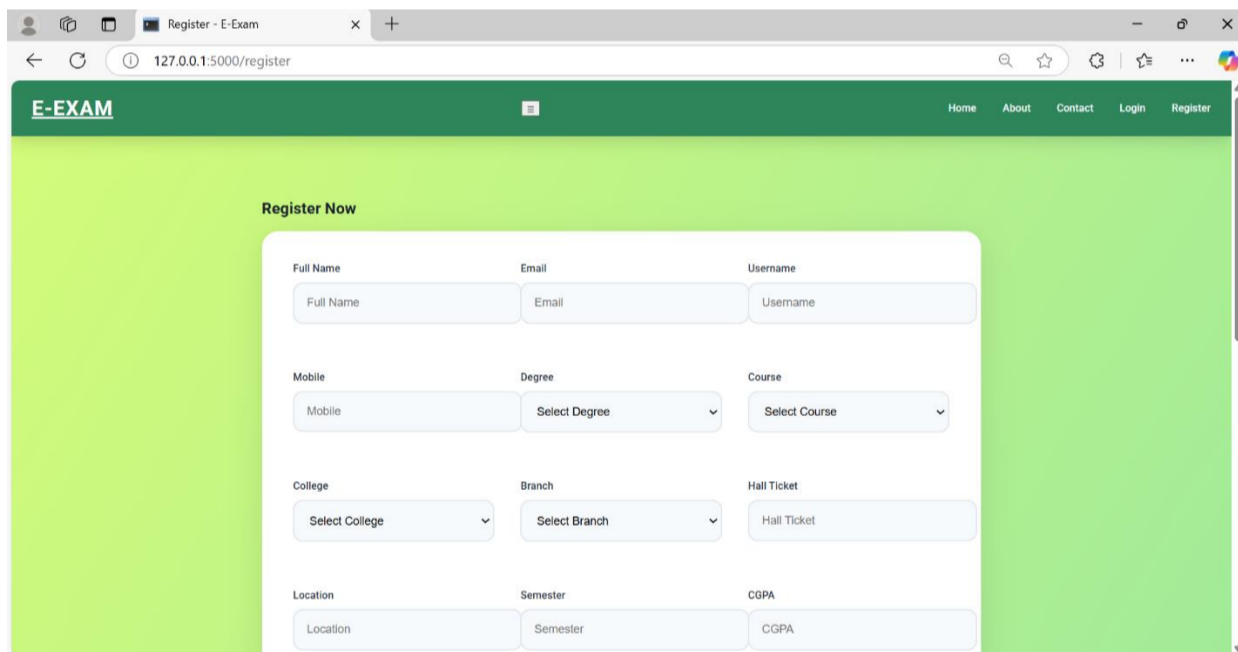 Register - E-Exam
127.0.0.1:5000/register
E-EXAM Home About Contact Login Register
Register Now
Full Name Email Username
Full Name Email Username
Mobile Degree Course
Mobile Select Degree Select Course
College Branch Hall Ticket
Select College Select Branch Hall Ticket
Location Semester CGPA
Location Semester CGPA